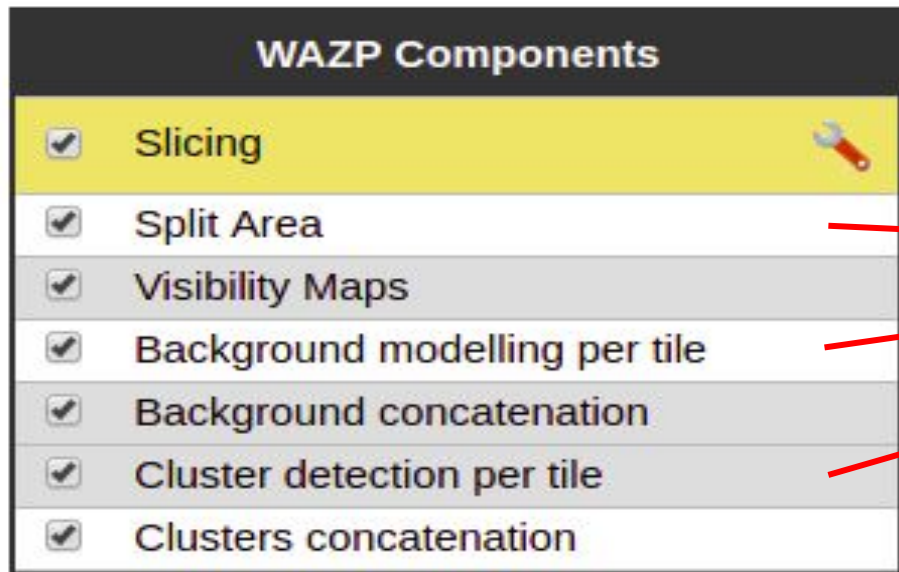 WAZP Components
Slicing
Split Area
Visibility Maps
Background modelling per tile
Background concatenation
Cluster detection per tile
Clusters concatenation